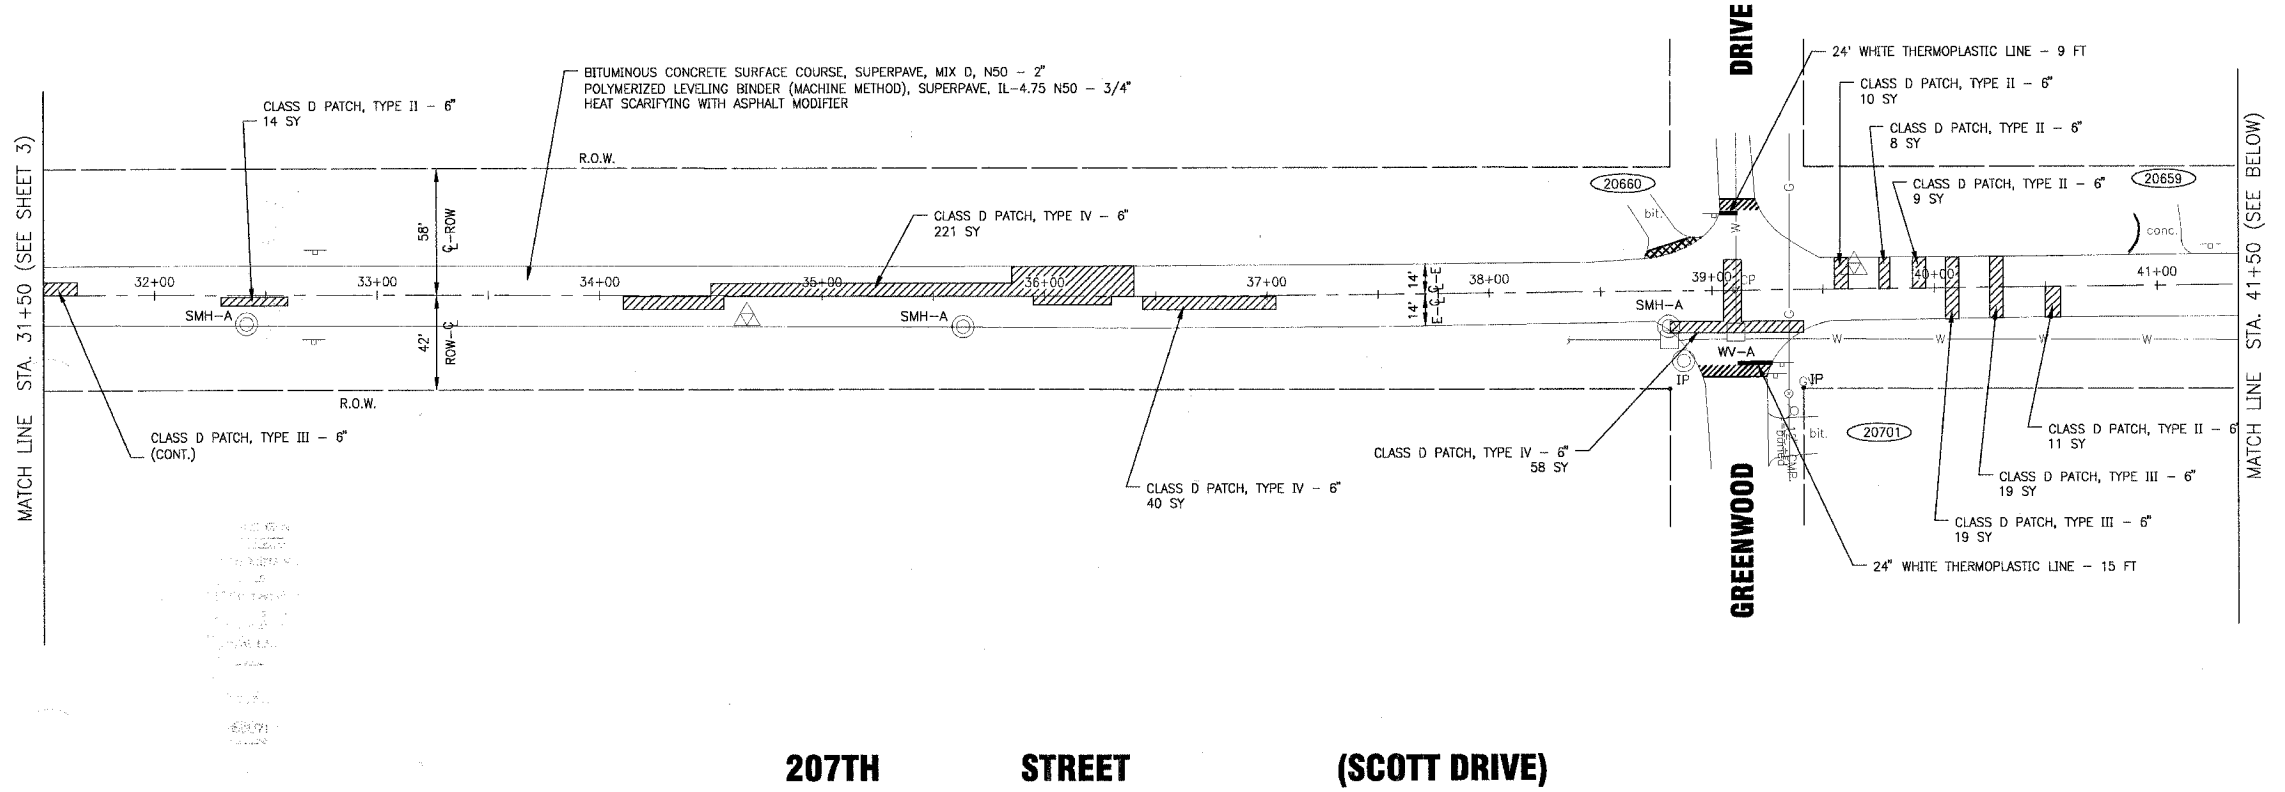 MATCH LINE STA. 31+50 (SEE SHEET 3)
CLASS D PATCH, TYPE II - 6"
14 SY
BITUMINOUS CONCRETE SURFACE COURSE, SUPERPAVE, MIX D, N50 - 2"
POLYMERIZED LEVELING BINDER (MACHINE METHOD), SUPERPAVE, IL-4.75 N50 - 3/4"
HEAT SCARIFYING WITH ASPHALT MODIFIER
R.O.W.
58'
℄-ROW
CLASS D PATCH, TYPE IV - 6"
221 SY
DRIVE
24' WHITE THERMOPLASTIC LINE - 9 FT
CLASS D PATCH, TYPE II - 6"
10 SY
CLASS D PATCH, TYPE II - 6"
8 SY
CLASS D PATCH, TYPE II - 6"
9 SY
20660
20659
bit.
conc.
G
W
32+00
33+00
34+00
35+00
36+00
37+00
38+00
39+00
CP
40+00
41+00
14'
℄-E
14'
E-℄
SMH-A
SMH-A
SMH-A
42'
ROW-℄
G
W
W
W
W
WV-A
IP
IP
R.O.W.
CLASS D PATCH, TYPE III - 6"
(CONT.)
CLASS D PATCH, TYPE IV - 6"
40 SY
CLASS D PATCH, TYPE IV - 6"
58 SY
bit.
20701
CLASS D PATCH, TYPE II - 6"
11 SY
CLASS D PATCH, TYPE III - 6"
19 SY
CLASS D PATCH, TYPE III - 6"
19 SY
24" WHITE THERMOPLASTIC LINE - 15 FT
GREENWOOD
MATCH LINE STA. 41+50 (SEE BELOW)
207TH STREET (SCOTT DRIVE)